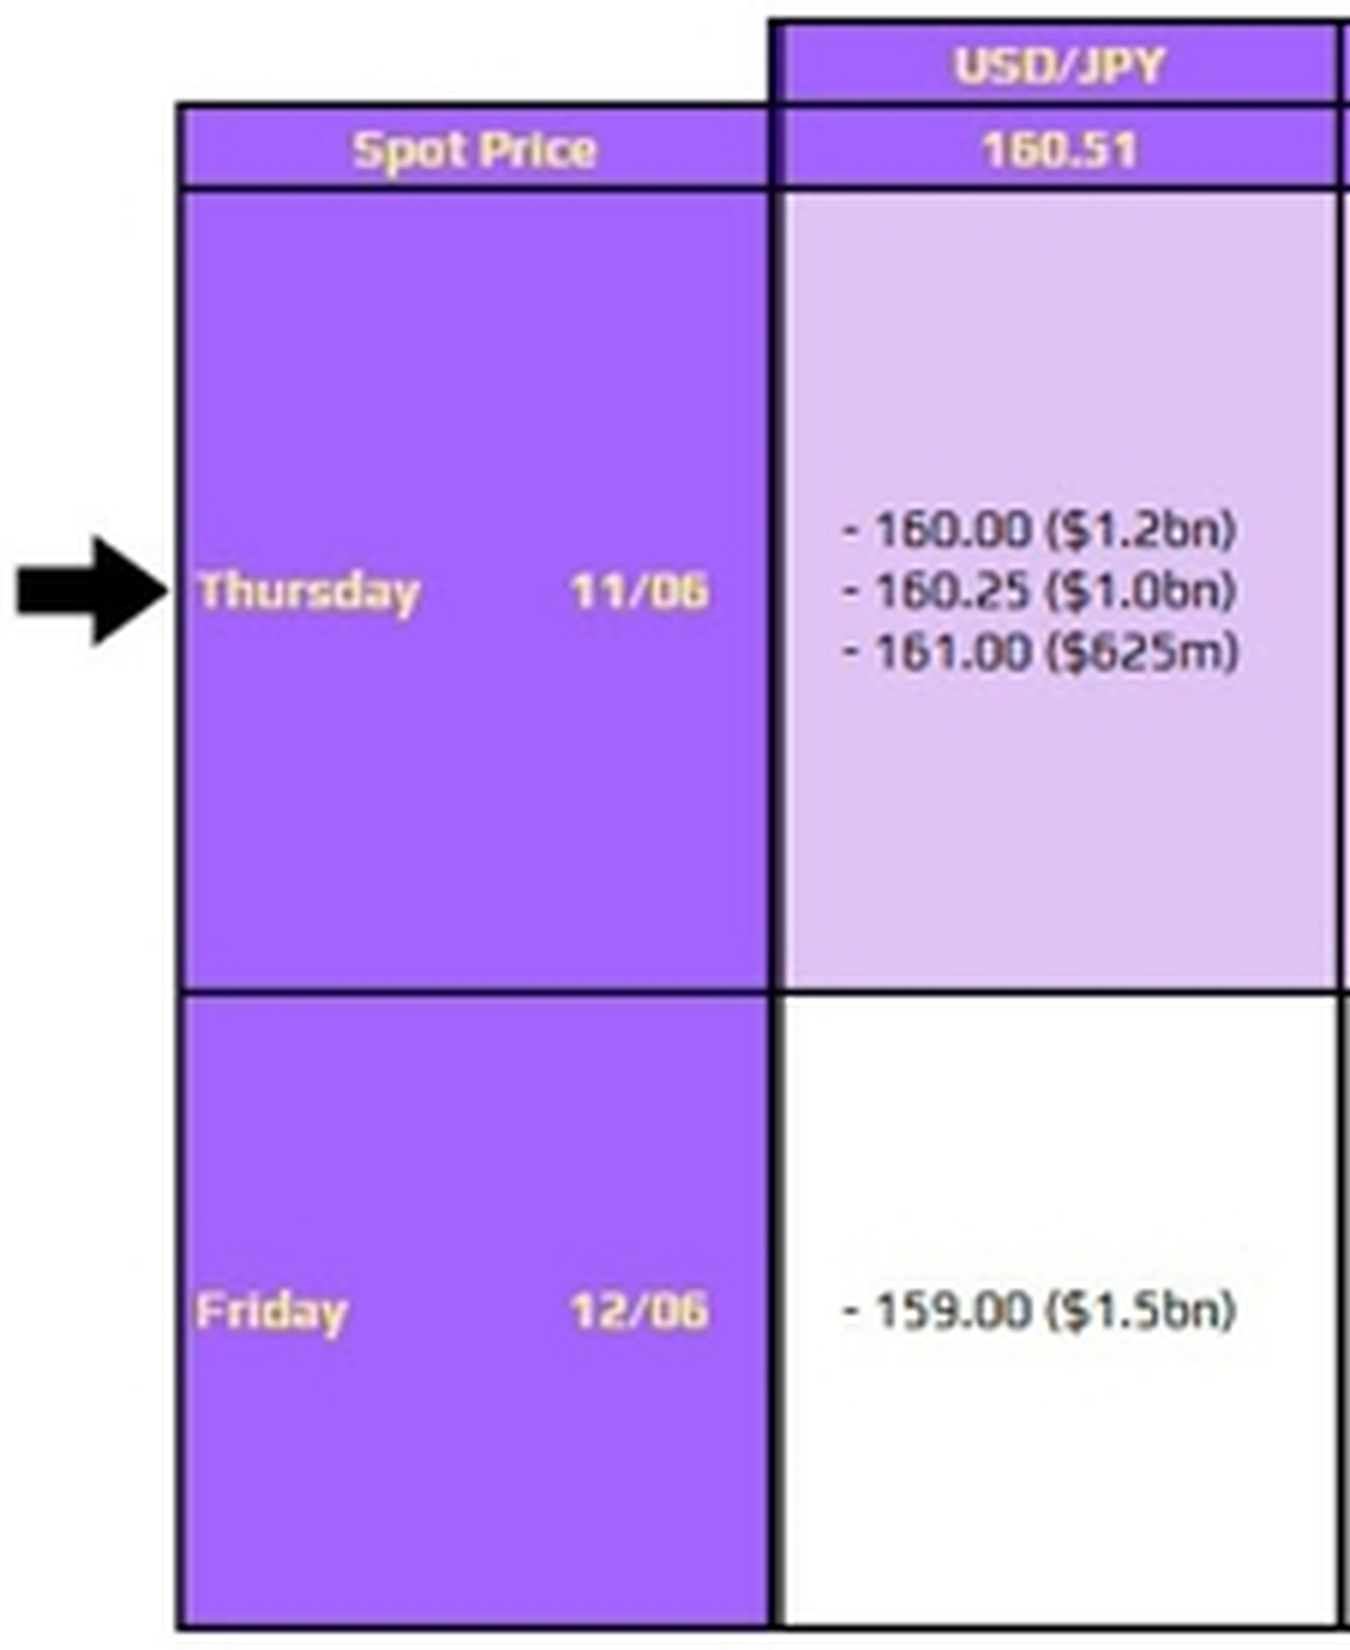 USD/JPY
Spot Price 160.51
Thursday 11/06
- 160.00 ($1.2bn)
- 160.25 ($1.0bn)
- 161.00 ($625m)
Friday 12/06
- 159.00 ($1.5bn)